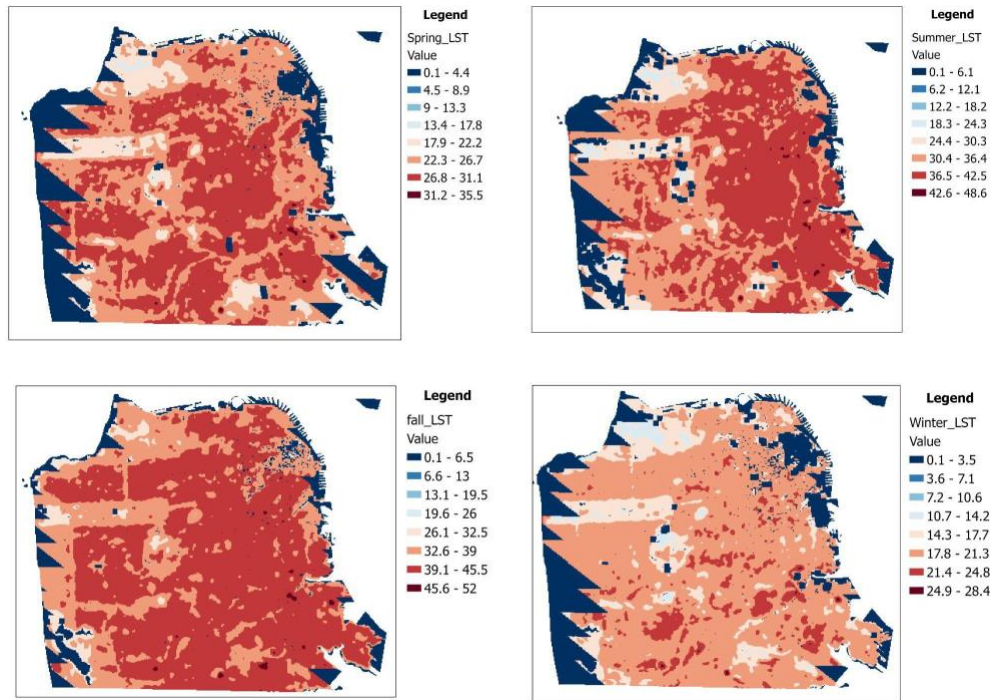 Legend
Spring_LST
Value
0.1 - 4.4
4.5 - 8.9
9 - 13.3
13.4 - 17.8
17.9 - 22.2
22.3 - 26.7
26.8 - 31.1
31.2 - 35.5
Legend
Summer_LST
Value
0.1 - 6.1
6.2 - 12.1
12.2 - 18.2
18.3 - 24.3
24.4 - 30.3
30.4 - 36.4
36.5 - 42.5
42.6 - 48.6
Legend
fall_LST
Value
0.1 - 6.5
6.6 - 13
13.1 - 19.5
19.6 - 26
26.1 - 32.5
32.6 - 39
39.1 - 45.5
45.6 - 52
Legend
Winter_LST
Value
0.1 - 3.5
3.6 - 7.1
7.2 - 10.6
10.7 - 14.2
14.3 - 17.7
17.8 - 21.3
21.4 - 24.8
24.9 - 28.4